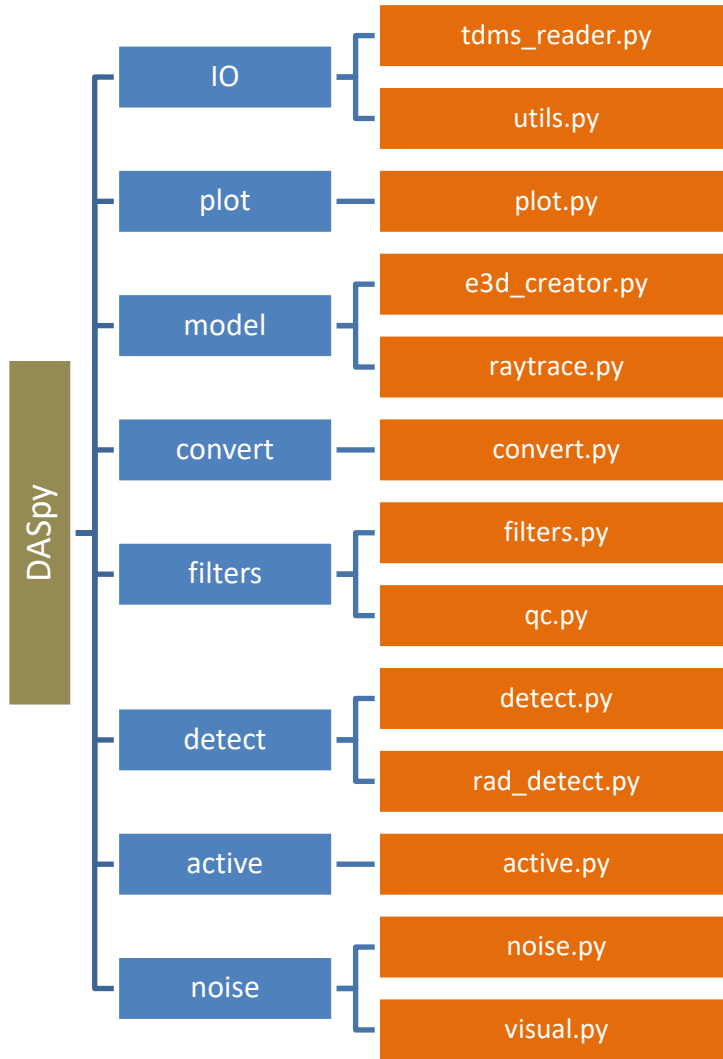 DASpy
IO
tdms_reader.py
utils.py
plot
plot.py
model
e3d_creator.py
raytrace.py
convert
convert.py
filters
filters.py
qc.py
detect
detect.py
rad_detect.py
active
active.py
noise
noise.py
visual.py